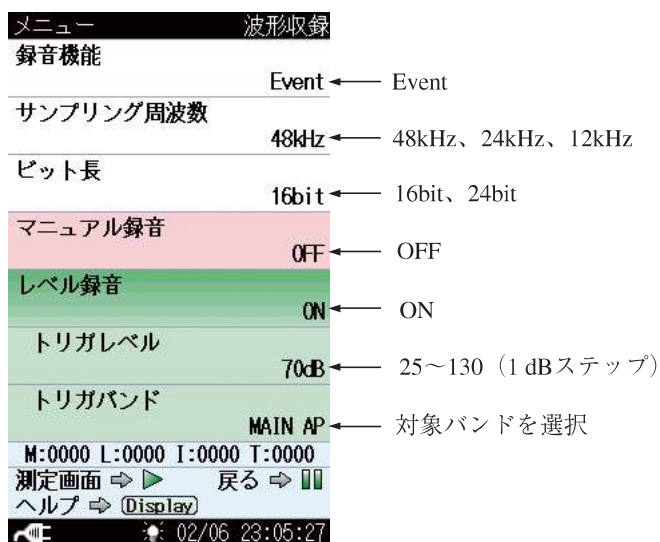 メニュー 波形収録
録音機能
Event Event
サンプリング周波数
48kHz 48kHz、24kHz、12kHz
ビット長
16bit 16bit、24bit
マニュアル録音
OFF OFF
レベル録音
ON ON
トリガレベル
70dB 25～130（1 dBステップ）
トリガバンド
MAIN AP 対象バンドを選択
M:0000 L:0000 I:0000 T:0000
測定画面 ⇨ ▷ 戻る ⇨ ▯▯
ヘルプ ⇨ Display
02/06 23:05:27